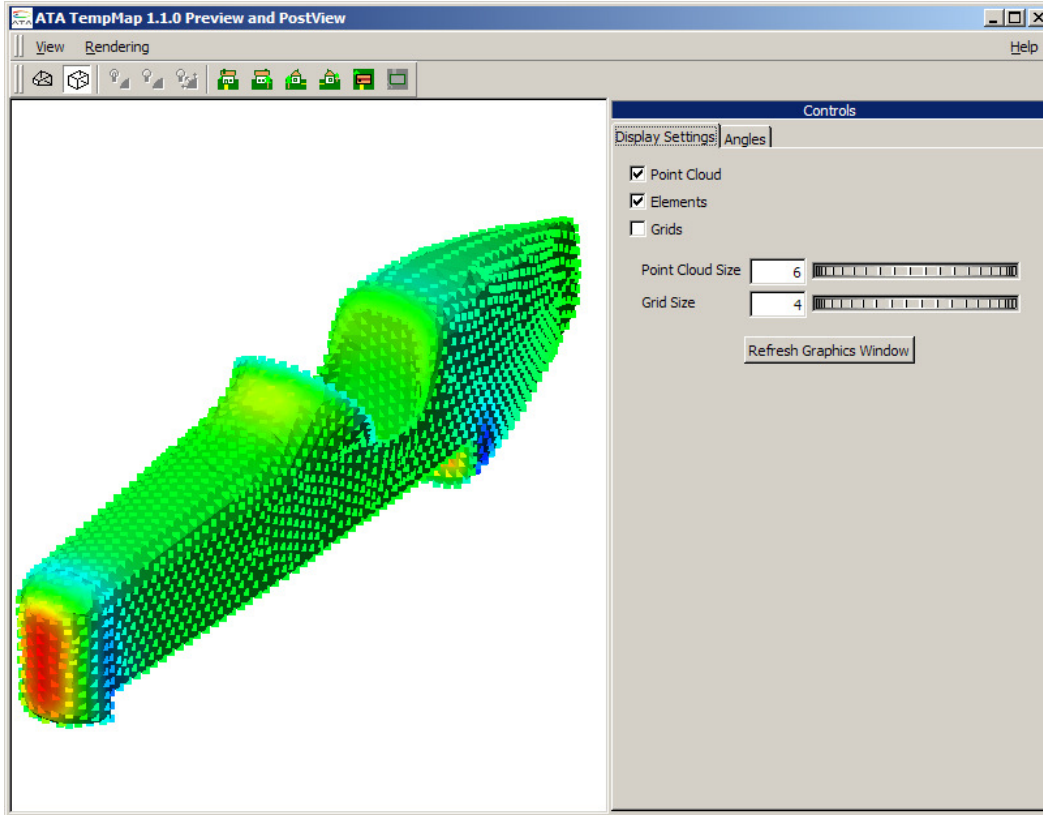 ATA TempMap 1.1.0 Preview and PostView
View Rendering Help
Controls
Display Settings Angles
Point Cloud
Elements
Grids
Point Cloud Size 6
Grid Size 4
Refresh Graphics Window